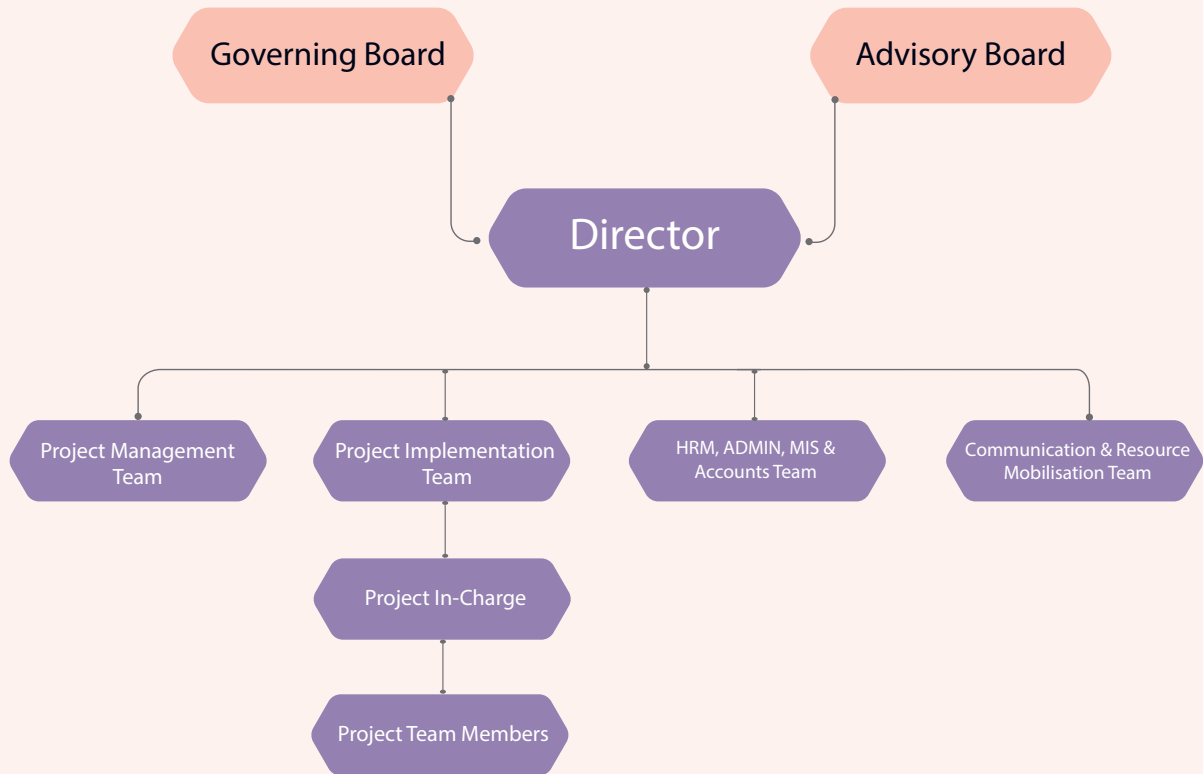 Governing Board
Advisory Board
Director
Project Management
Team
Project Implementation
Team
HRM, ADMIN, MIS &
Accounts Team
Communication & Resource
Mobilisation Team
Project In-Charge
Project Team Members